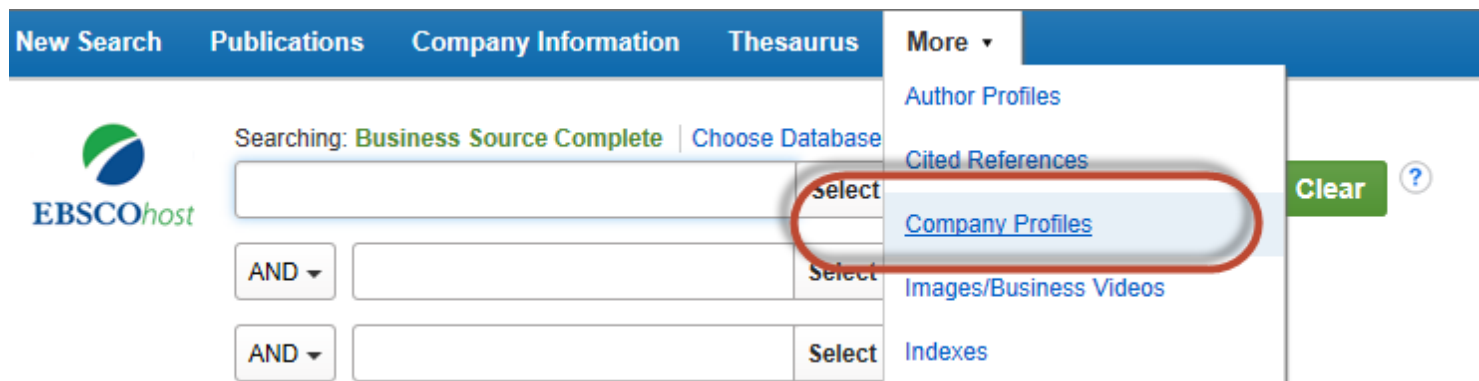 New Search Publications Company Information Thesaurus More ▾
Author Profiles
Searching: Business Source Complete | Choose Database
Cited References
Select
Clear ?
EBSCOhost
Company Profiles
AND ▾ Select
Images/Business Videos
AND ▾ Select
Indexes